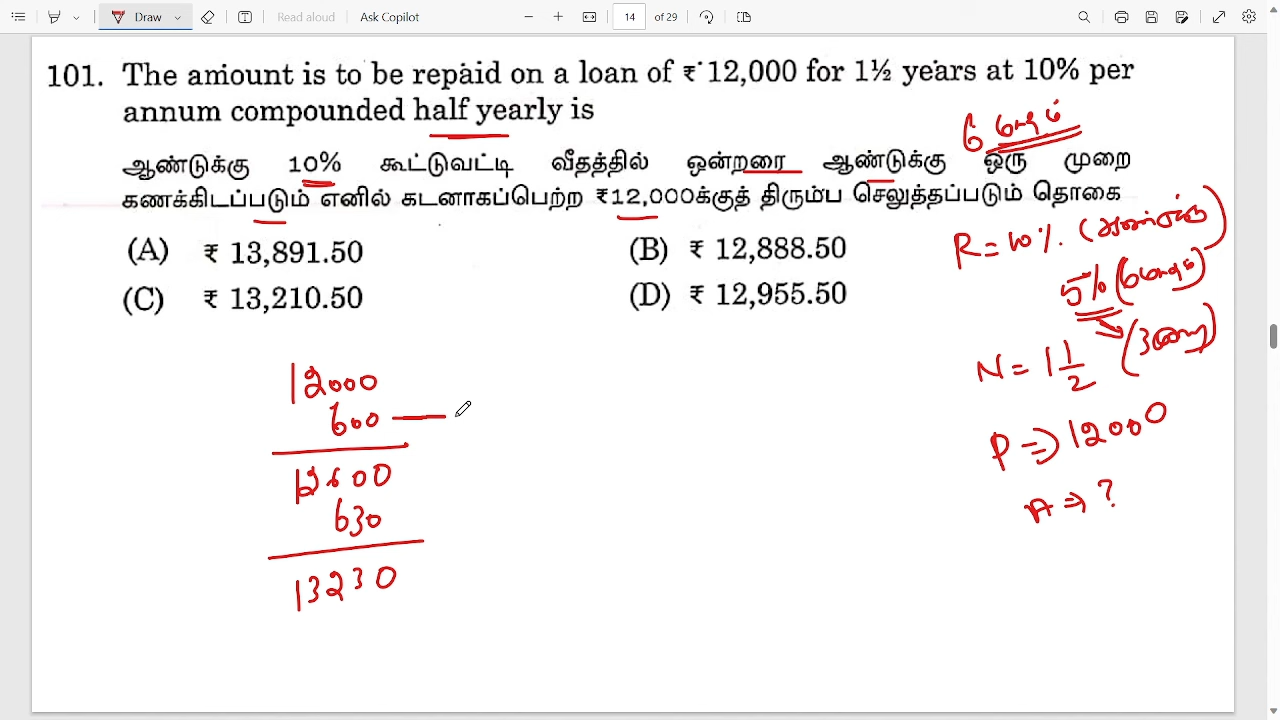 Draw
Read aloud
Ask Copilot
14
of 29
101. The amount is to be repaid on a loan of ₹ 12,000 for 1½ years at 10% per
annum compounded half yearly is
ஆண்டுக்கு 10% கூட்டுவட்டி வீதத்தில் ஒன்றரை ஆண்டுக்கு ஒரு முறை
கணக்கிடப்படும் எனில் கடனாகப்பெற்ற ₹12,000க்குத் திரும்ப செலுத்தப்படும் தொகை
(A) ₹ 13,891.50
(B) ₹ 12,888.50
(C) ₹ 13,210.50
(D) ₹ 12,955.50
6
R = 10%
5%
N = 1 1/2
P => 12000
A => ?
12000
600
12600
630
13230